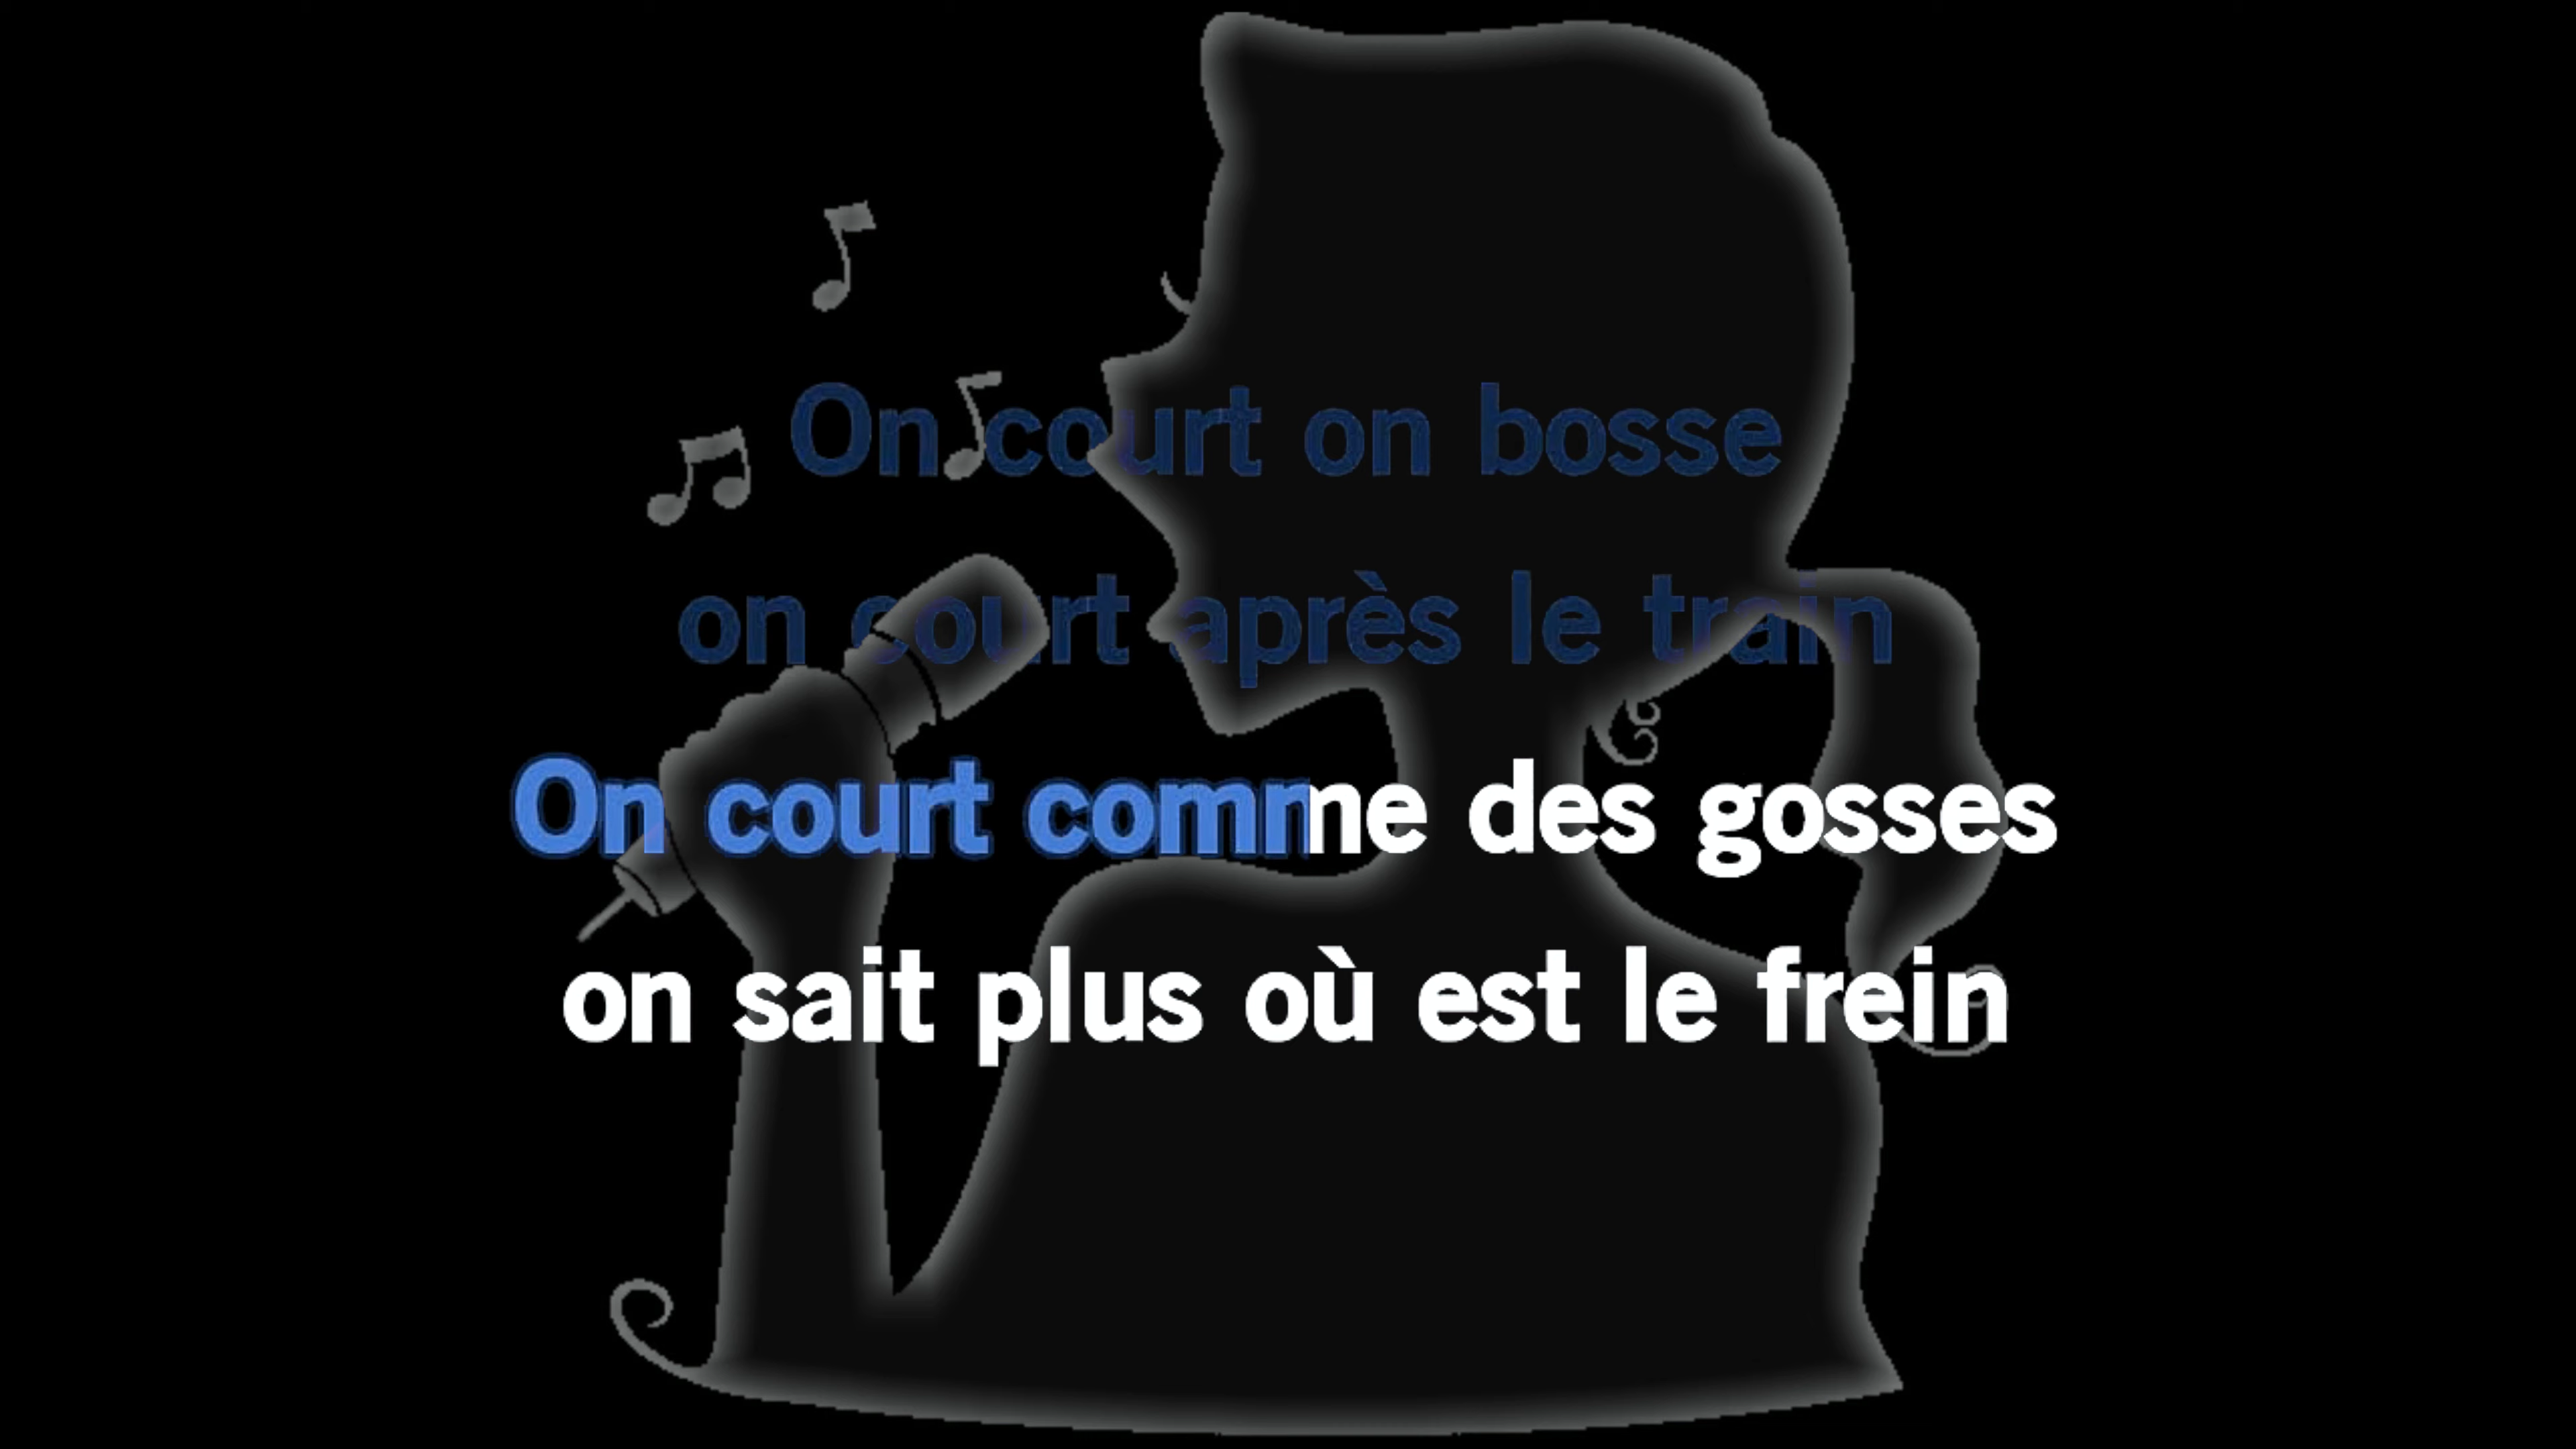 On court on bosse
on court après le train
On court comme des gosses
on sait plus où est le frein